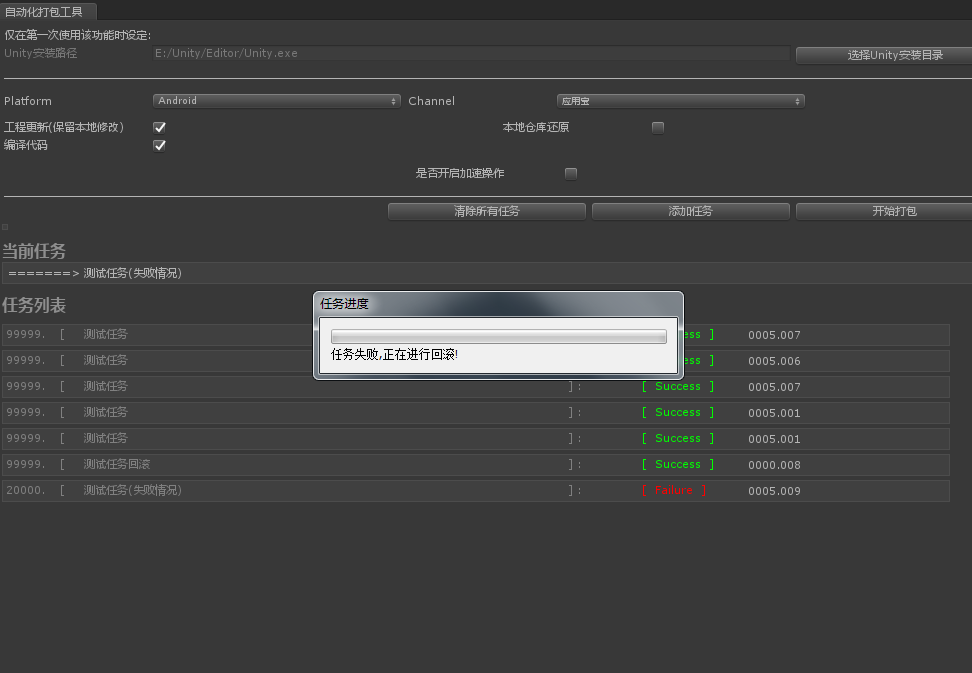 自动化打包工具
仅在第一次使用该功能时设定:
Unity安装路径 E:/Unity/Editor/Unity.exe 选择Unity安装目录
Platform Android Channel 应用宝
工程更新(保留本地修改) 本地仓库还原
编译代码
是否开启加速操作
清除所有任务 添加任务 开始打包
当前任务
=======> 测试任务(失败情况)
任务列表
任务进度
任务失败,正在进行回滚!
99999. [ 测试任务 ess ] 0005.007
99999. [ 测试任务 ess ] 0005.006
99999. [ 测试任务 ]: [ Success ] 0005.007
99999. [ 测试任务 ]: [ Success ] 0005.001
99999. [ 测试任务 ]: [ Success ] 0005.001
99999. [ 测试任务回滚 ]: [ Success ] 0000.008
20000. [ 测试任务(失败情况) ]: [ Failure ] 0005.009